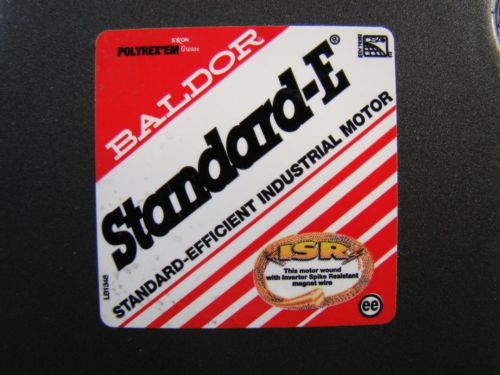 EXXON
POLYREX® EM Grease
BALDOR
Standard-E®
STANDARD-EFFICIENT INDUSTRIAL MOTOR
ISR
This motor wound
with Inverter Spike Resistant
magnet wire
LB1348
ee